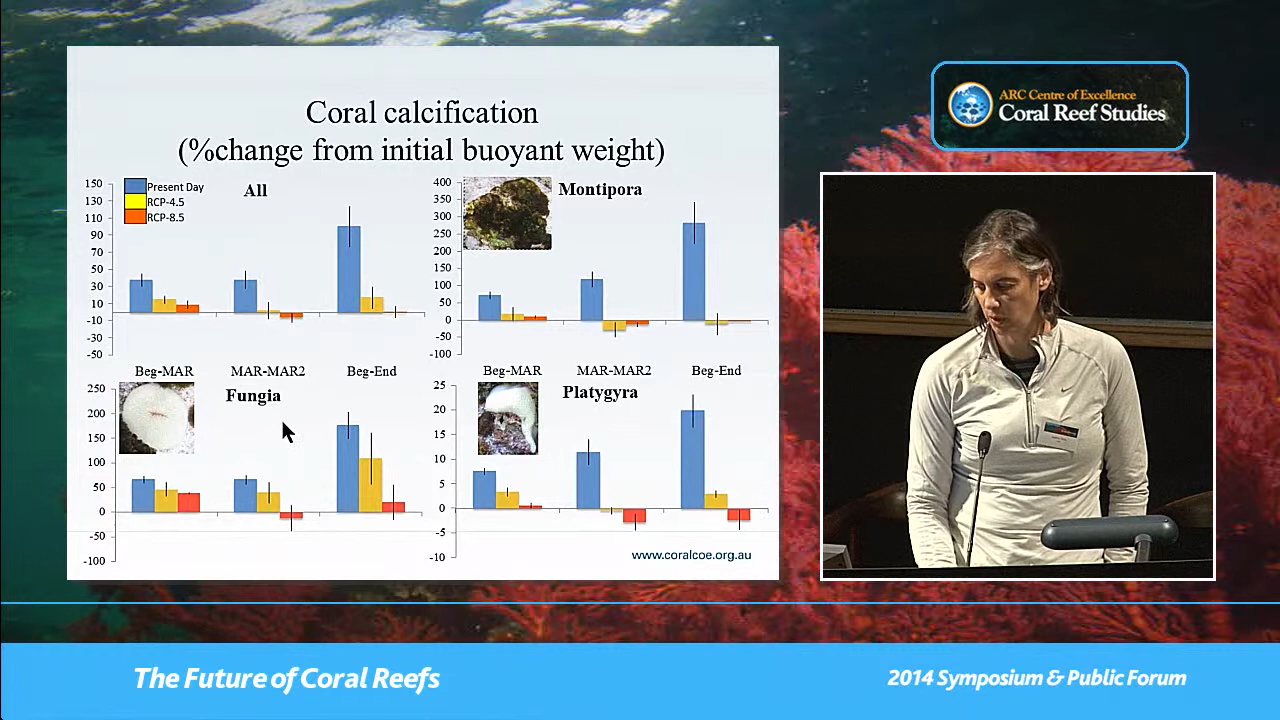 ARC Centre of Excellence
Coral Reef Studies
Coral calcification
(%change from initial buoyant weight)
Present Day
RCP-4.5
RCP-8.5
All
150
130
110
90
70
50
30
10
-10
-30
-50
Beg-MAR MAR-MAR2 Beg-End
Montipora
400
350
300
250
200
150
100
50
0
-50
-100
Beg-MAR MAR-MAR2 Beg-End
Fungia
250
200
150
100
50
0
-50
-100
Platygyra
25
20
15
10
5
0
-5
-10
www.coralcoe.org.au
The Future of Coral Reefs
2014 Symposium & Public Forum